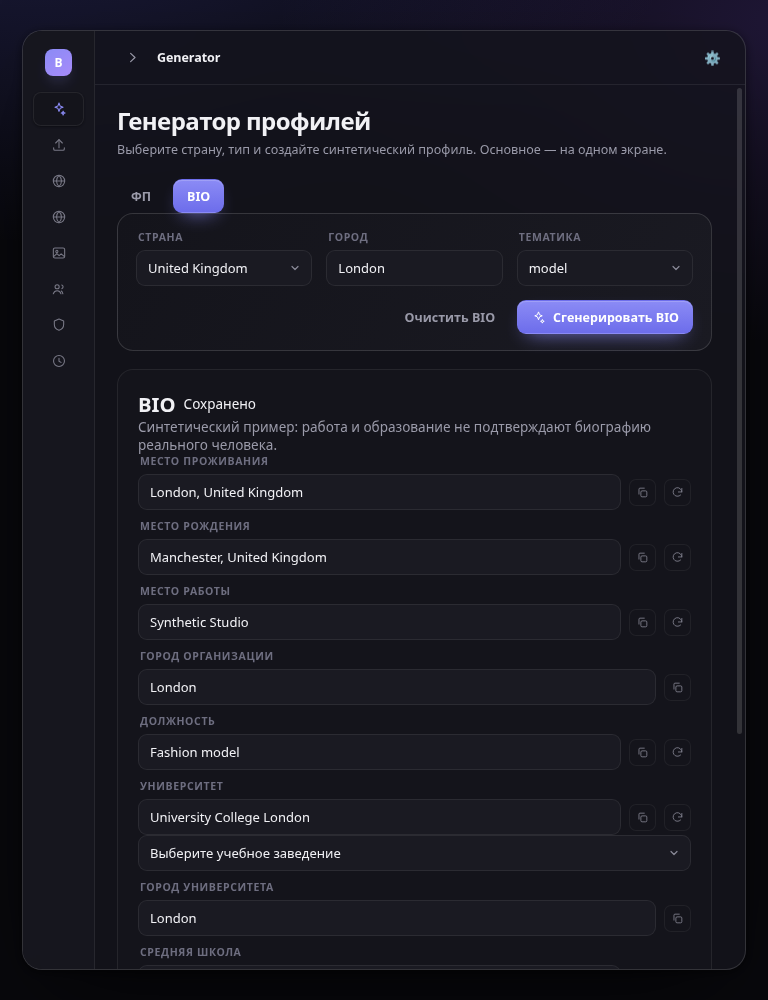 B
Generator
Генератор профилей
Выберите страну, тип и создайте синтетический профиль. Основное — на одном экране.
ФП
BIO
СТРАНА
ГОРОД
ТЕМАТИКА
United Kingdom
London
model
Очистить BIO
Сгенерировать BIO
BIO Сохранено
Синтетический пример: работа и образование не подтверждают биографию
реального человека.
МЕСТО ПРОЖИВАНИЯ
London, United Kingdom
МЕСТО РОЖДЕНИЯ
Manchester, United Kingdom
МЕСТО РАБОТЫ
Synthetic Studio
ГОРОД ОРГАНИЗАЦИИ
London
ДОЛЖНОСТЬ
Fashion model
УНИВЕРСИТЕТ
University College London
Выберите учебное заведение
ГОРОД УНИВЕРСИТЕТА
London
СРЕДНЯЯ ШКОЛА